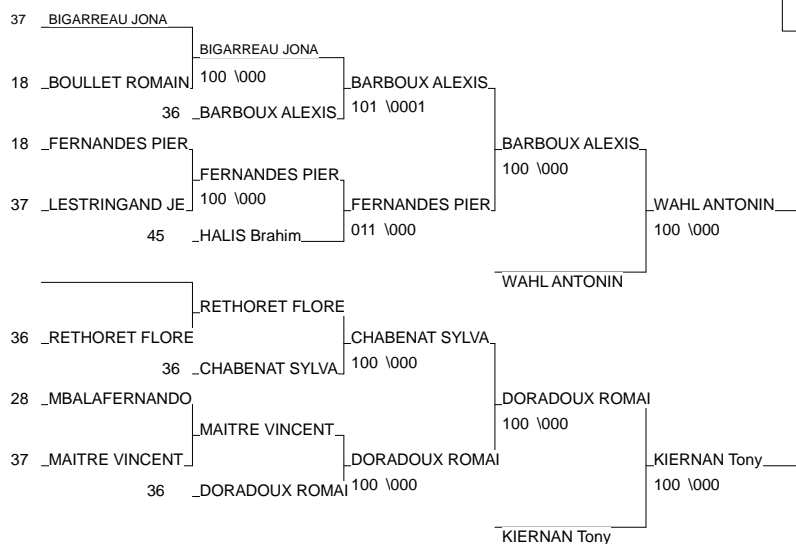 37 BIGARREAU JONA
BIGARREAU JONA
18 BOULLET ROMAIN 100 \000 BARBOUX ALEXIS
36 BARBOUX ALEXIS 101 \0001
18 FERNANDES PIER BARBOUX ALEXIS
FERNANDES PIER 100 \000
37 LESTRINGAND JE 100 \000 FERNANDES PIER WAHL ANTONIN
45 HALIS Brahim 011 \000 100 \000
WAHL ANTONIN
RETHORET FLORE
36 RETHORET FLORE CHABENAT SYLVA
36 CHABENAT SYLVA 100 \000
28 MBALAFERNANDO DORADOUX ROMAI
MAITRE VINCENT 100 \000
37 MAITRE VINCENT DORADOUX ROMAI KIERNAN Tony
36 DORADOUX ROMAI 100 \000 100 \000
KIERNAN Tony